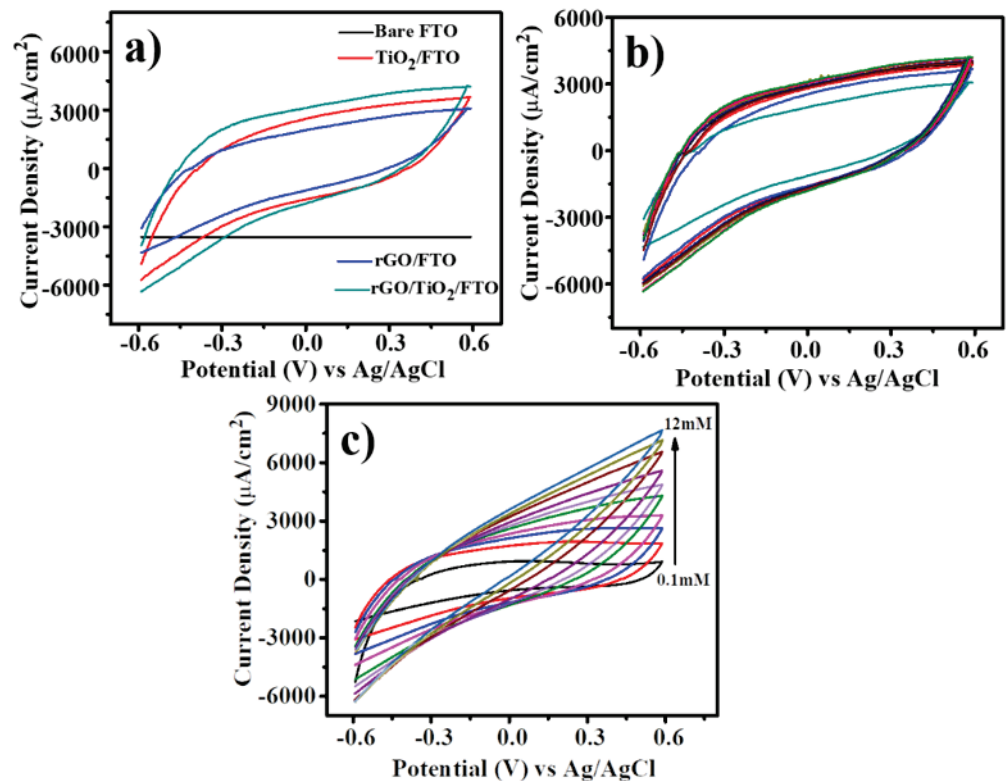 a)
Bare FTO
TiO₂/FTO
rGO/FTO
rGO/TiO₂/FTO
6000
3000
0
-3000
-6000
Current Density (µA/cm²)
-0.6 -0.3 0.0 0.3 0.6
Potential (V) vs Ag/AgCl
b)
6000
3000
0
-3000
-6000
Current Density (µA/cm²)
-0.6 -0.3 0.0 0.3 0.6
Potential (V) vs Ag/AgCl
c)
12mM
0.1mM
9000
6000
3000
0
-3000
-6000
Current Density (µA/cm²)
-0.6 -0.3 0.0 0.3 0.6
Potential (V) vs Ag/AgCl